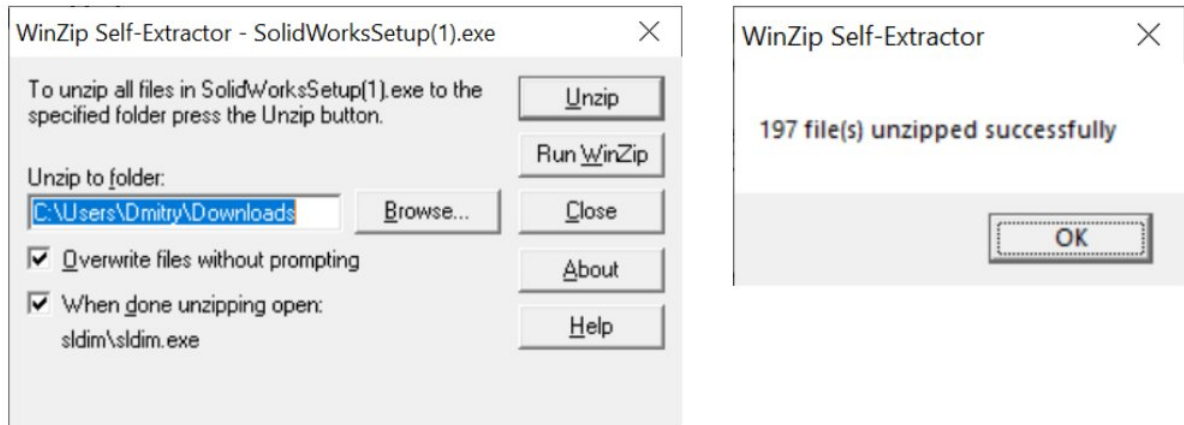 WinZip Self-Extractor - SolidWorksSetup(1).exe
To unzip all files in SolidWorksSetup(1).exe to the
specified folder press the Unzip button.
Unzip to folder:
C:\Users\Dmitry\Downloads
Browse...
Overwrite files without prompting
When done unzipping open:
sldim\sldim.exe
Unzip
Run WinZip
Close
About
Help
WinZip Self-Extractor
197 file(s) unzipped successfully
OK